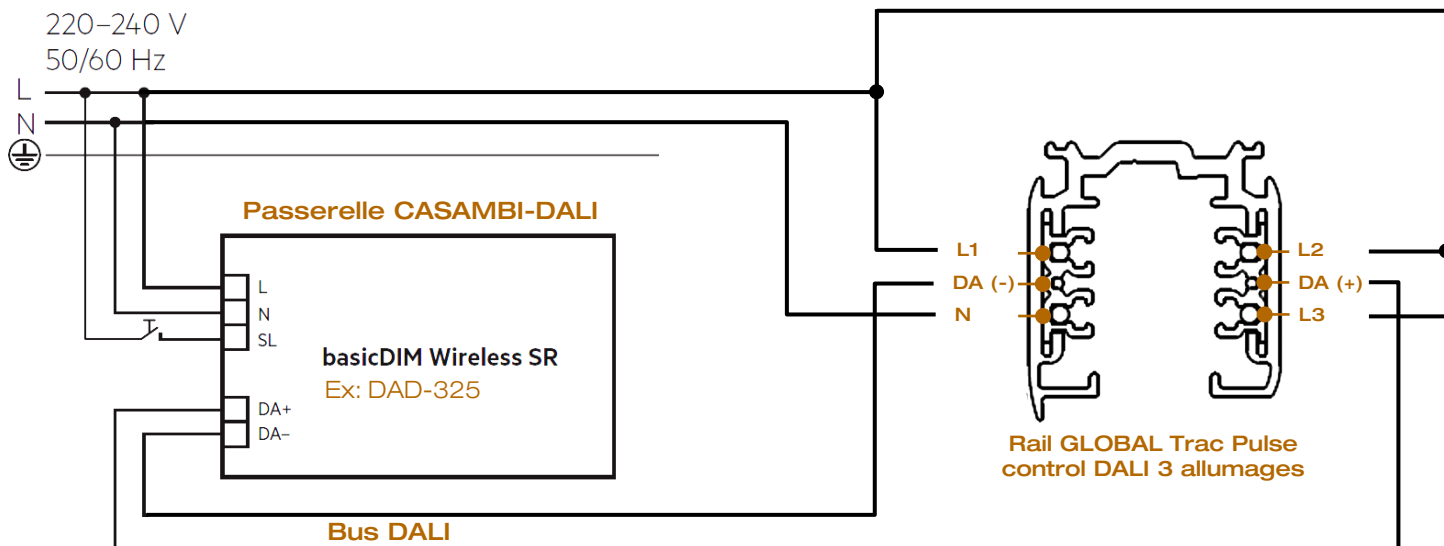 220–240 V
50/60 Hz
L
N
Passerelle CASAMBI-DALI
L
N
SL
basicDIM Wireless SR
Ex: DAD-325
DA+
DA–
Bus DALI
L1
DA (-)
N
L2
DA (+)
L3
Rail GLOBAL Trac Pulse
control DALI 3 allumages